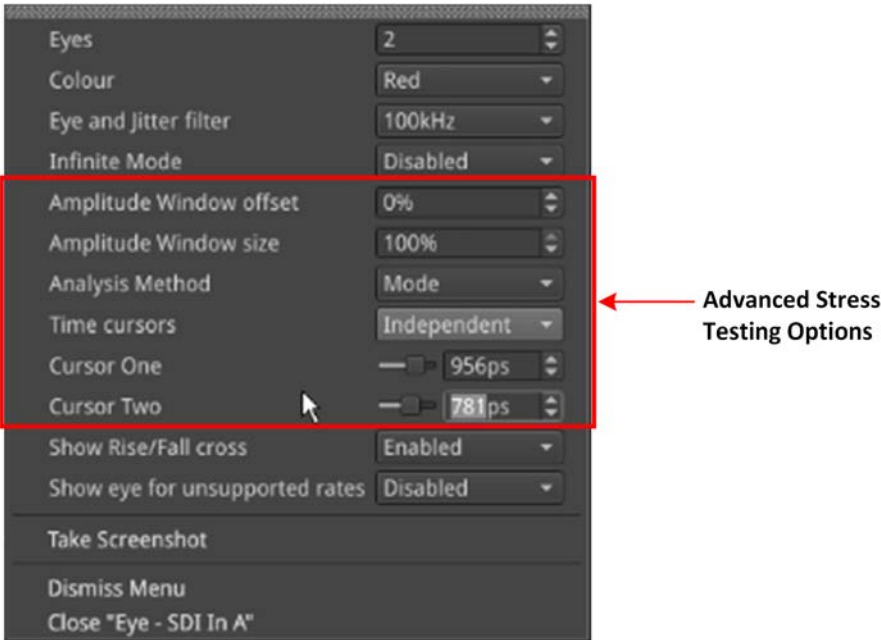 Eyes 2
Colour Red
Eye and Jitter filter 100kHz
Infinite Mode Disabled
Amplitude Window offset 0%
Amplitude Window size 100%
Analysis Method Mode
Time cursors Independent
Cursor One 956ps
Cursor Two 781ps
Show Rise/Fall cross Enabled
Show eye for unsupported rates Disabled
Take Screenshot
Dismiss Menu
Close "Eye - SDI In A"
Advanced Stress
Testing Options